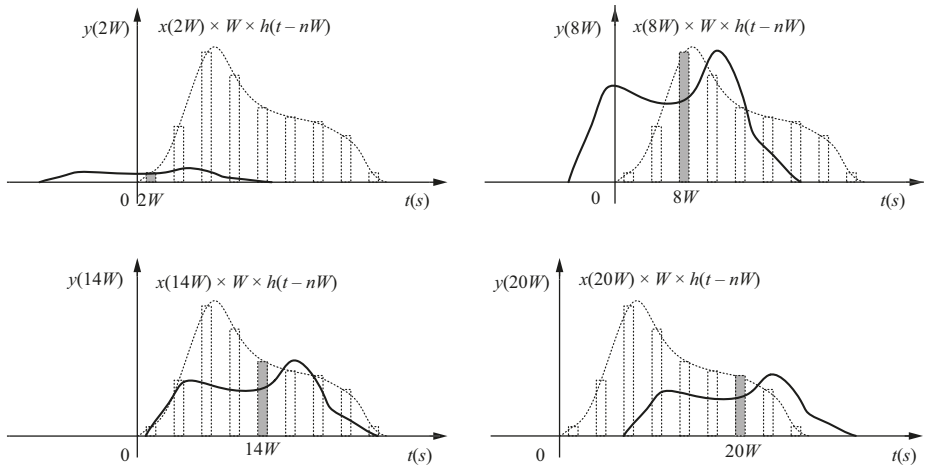 y(2W)
x(2W) × W × h(t – nW)
0 2W
t(s)
y(8W)
x(8W) × W × h(t – nW)
0
8W
t(s)
y(14W)
x(14W) × W × h(t – nW)
0
14W
t(s)
y(20W)
x(20W) × W × h(t – nW)
0
20W
t(s)